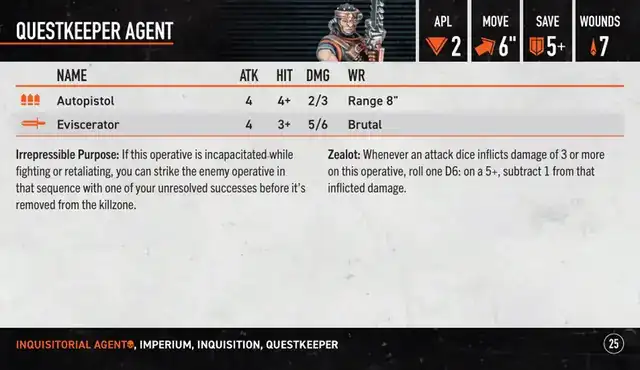 QUESTKEEPER AGENT
APL MOVE SAVE WOUNDS
2 6" 5+ 7
NAME ATK HIT DMG WR
Autopistol 4 4+ 2/3 Range 8"
Eviscerator 4 3+ 5/6 Brutal
Irrepressible Purpose: If this operative is incapacitated while
fighting or retaliating, you can strike the enemy operative in
that sequence with one of your unresolved successes before it's
removed from the killzone.
Zealot: Whenever an attack dice inflicts damage of 3 or more
on this operative, roll one D6: on a 5+, subtract 1 from that
inflicted damage.
INQUISITORIAL AGENT, IMPERIUM, INQUISITION, QUESTKEEPER
25